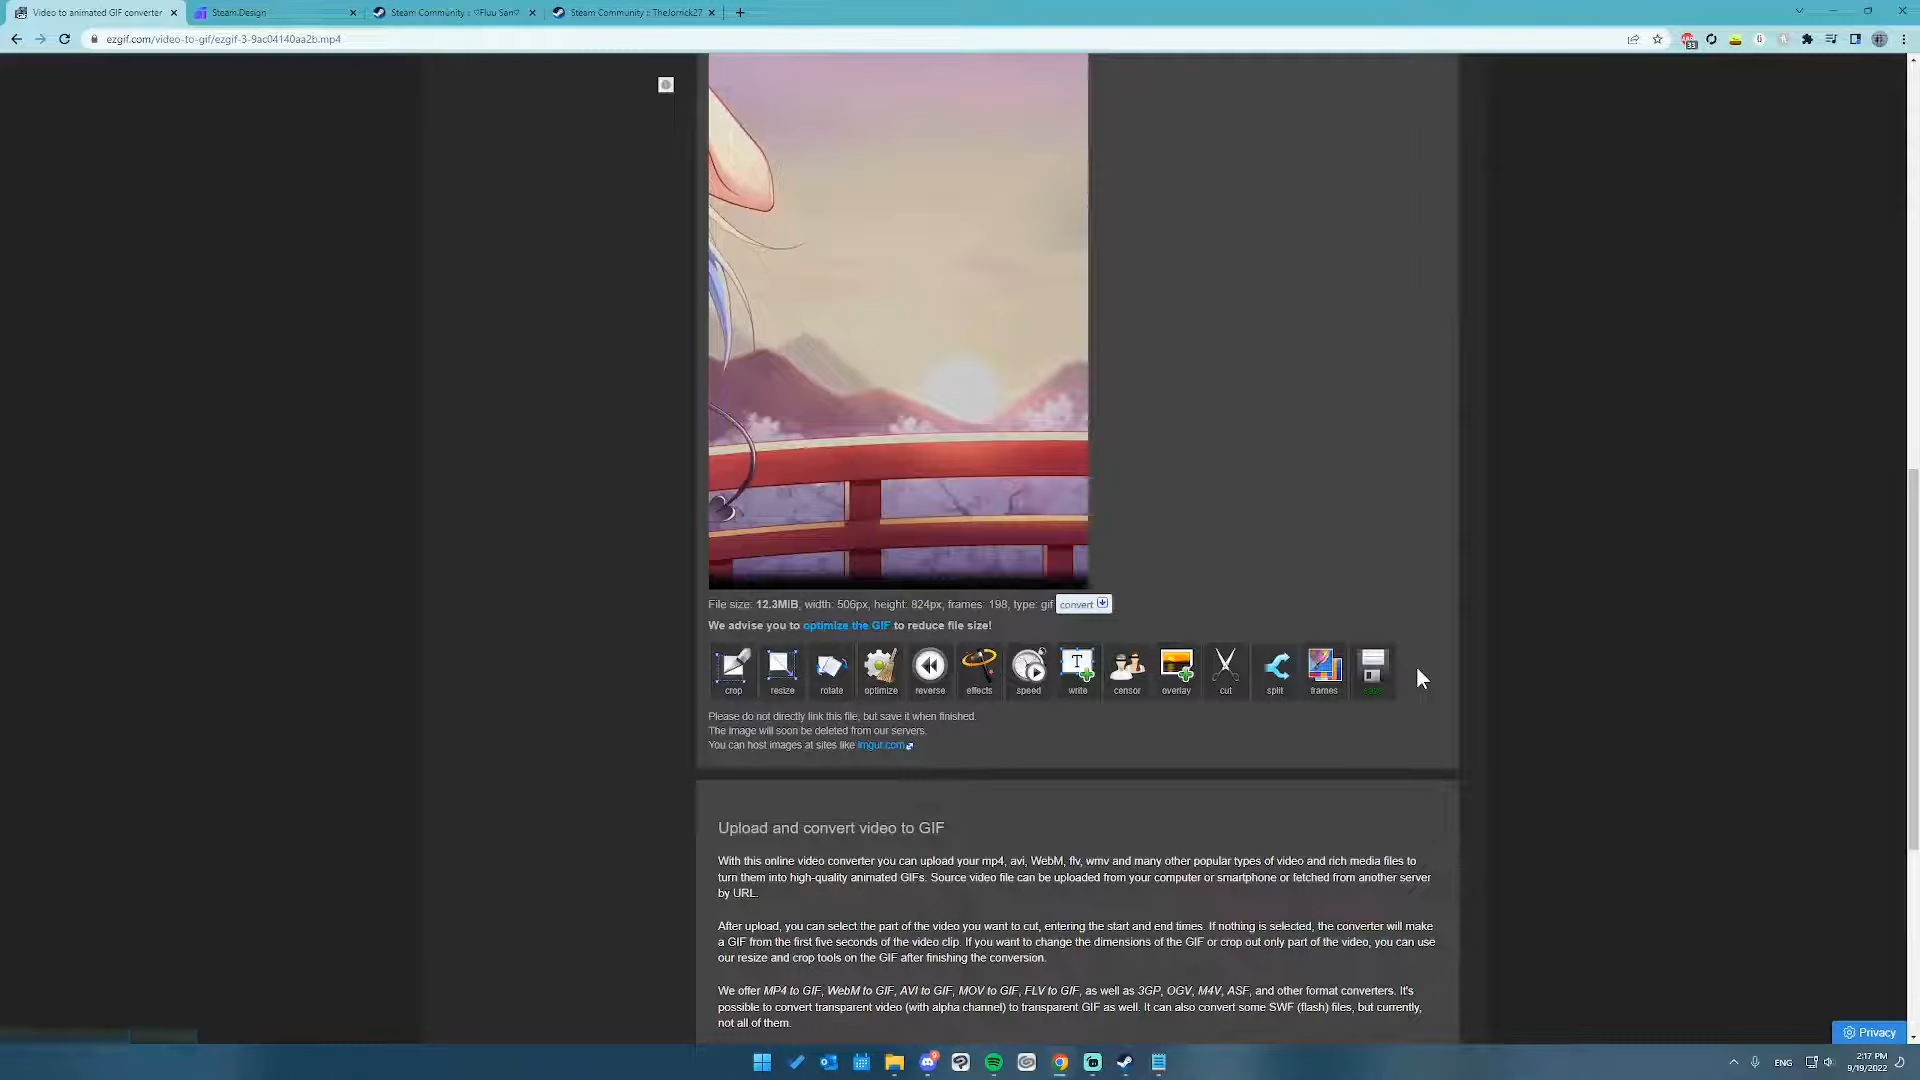 Video to animated GIF converter
Steam.Design
Steam Community :: ♡Fluu San♡
Steam Community :: TheJorrick27
ezgif.com/video-to-gif/ezgif-3-9ac04140aa2b.mp4
File size: 12.3MiB, width: 506px, height: 824px, frames: 198, type: gif
convert
We advise you to optimize the GIF to reduce file size!
crop resize rotate optimize reverse effects speed write censor overlay cut split frames save
Please do not directly link this file, but save it when finished.
The image will soon be deleted from our servers.
You can host images at sites like imgur.com
Upload and convert video to GIF
With this online video converter you can upload your mp4, avi, WebM, flv, wmv and many other popular types of video and rich media files to
turn them into high-quality animated GIFs. Source video file can be uploaded from your computer or smartphone or fetched from another server
by URL.
After upload, you can select the part of the video you want to cut, entering the start and end times. If nothing is selected, the converter will make
a GIF from the first five seconds of the video clip. If you want to change the dimensions of the GIF or crop out only part of the video, you can use
our resize and crop tools on the GIF after finishing the conversion.
We offer MP4 to GIF, WebM to GIF, AVI to GIF, MOV to GIF, FLV to GIF, as well as 3GP, OGV, M4V, ASF, and other format converters. It's
possible to convert transparent video (with alpha channel) to transparent GIF as well. It can also convert some SWF (flash) files, but currently,
not all of them.
Privacy
ENG
2:17 PM
9/19/2022